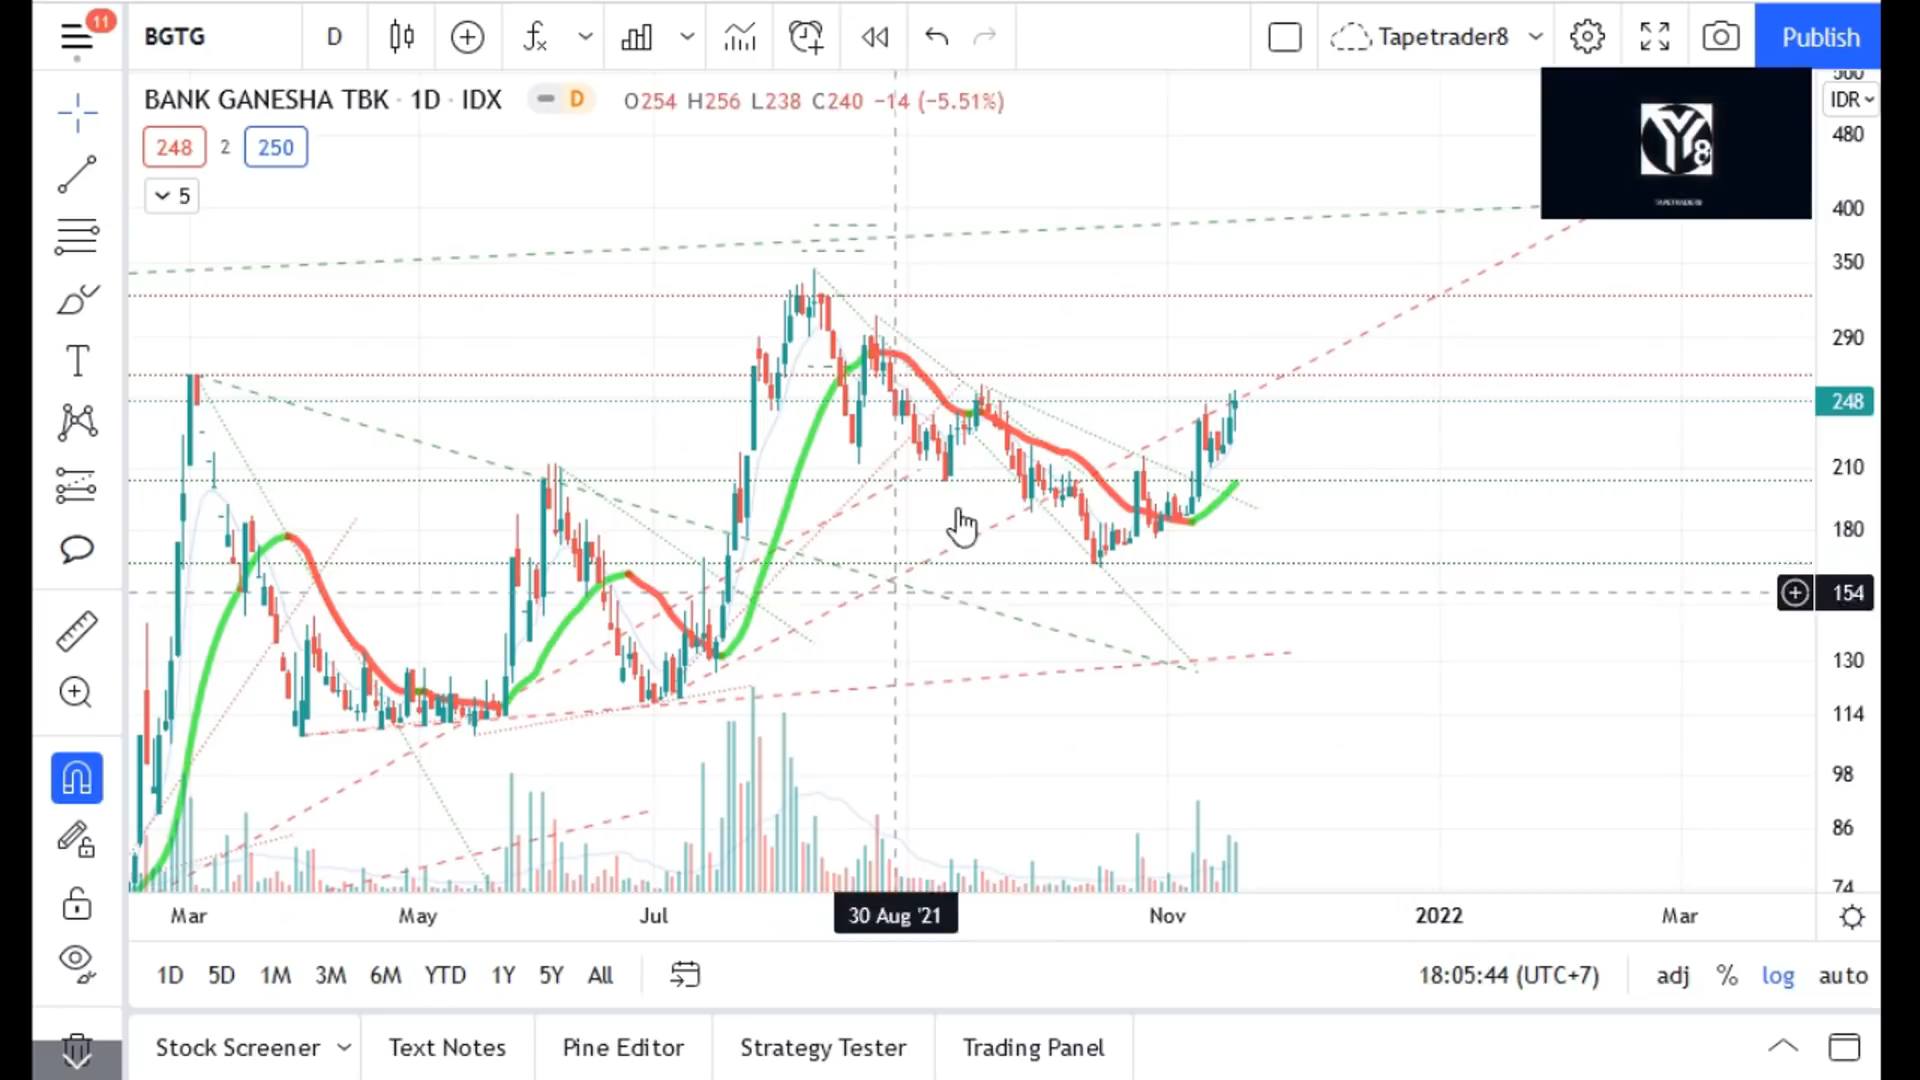 11
BGTG D Tapetrader8 Publish
BANK GANESHA TBK · 1D · IDX D O254 H256 L238 C240 −14 (−5.51%)
248 2 250
5
8
TAPETRADER8
IDR
500
480
400
350
290
248
210
180
154
130
114
98
86
74
Mar May Jul 30 Aug '21 Nov 2022 Mar
1D 5D 1M 3M 6M YTD 1Y 5Y All 18:05:44 (UTC+7) adj % log auto
Stock Screener Text Notes Pine Editor Strategy Tester Trading Panel